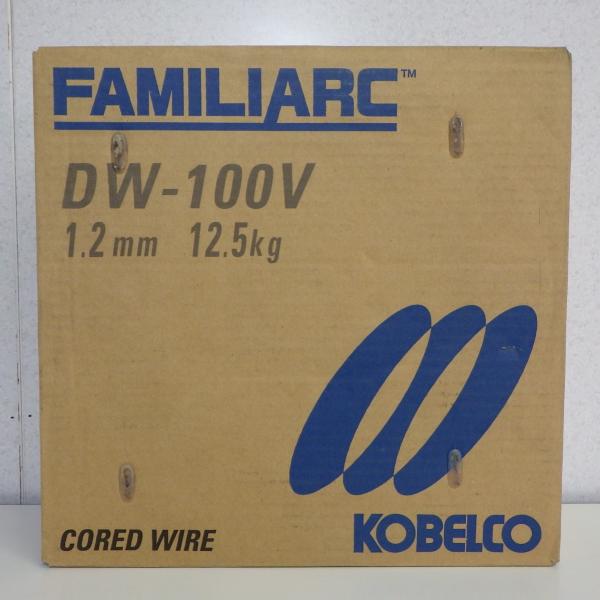 FAMILIARC™
DW-100V
1.2mm 12.5kg
CORED WIRE
KOBELCO